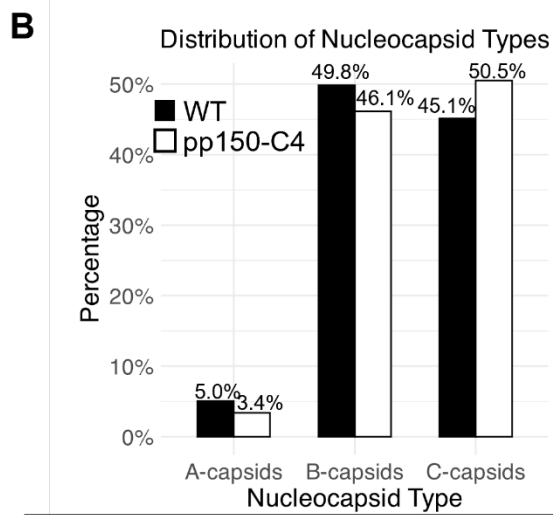 B
Distribution of Nucleocapsid Types
WT
pp150-C4
Percentage
50%
40%
30%
20%
10%
0%
5.0%
3.4%
49.8%
46.1%
45.1%
50.5%
A-capsids
B-capsids
C-capsids
Nucleocapsid Type